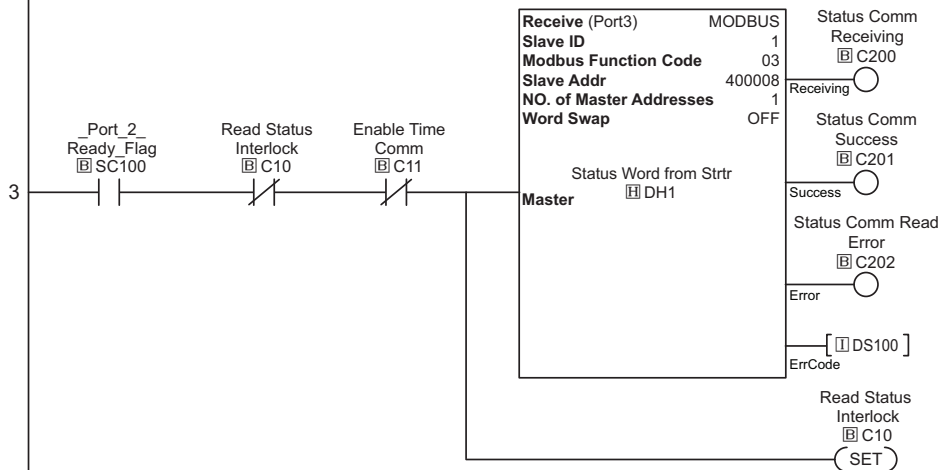 Receive (Port3) MODBUS
Slave ID 1
Modbus Function Code 03
Slave Addr 400008
NO. of Master Addresses 1
Word Swap OFF
Status Comm
Receiving
B C200
Receiving
Status Comm
Success
B C201
Success
_Port_2_
Ready_Flag
B SC100
Read Status
Interlock
B C10
Enable Time
Comm
B C11
3
Status Word from Strtr
H DH1
Master
Status Comm Read
Error
B C202
Error
I DS100
ErrCode
Read Status
Interlock
B C10
SET